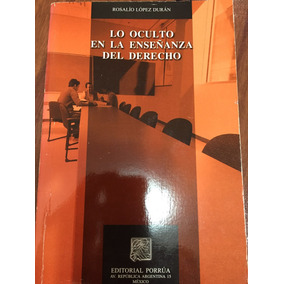 ROSALÍO LÓPEZ DURÁN
LO OCULTO
EN LA ENSEÑANZA
DEL DERECHO
EDITORIAL PORRÚA
AV. REPÚBLICA ARGENTINA 15
MÉXICO